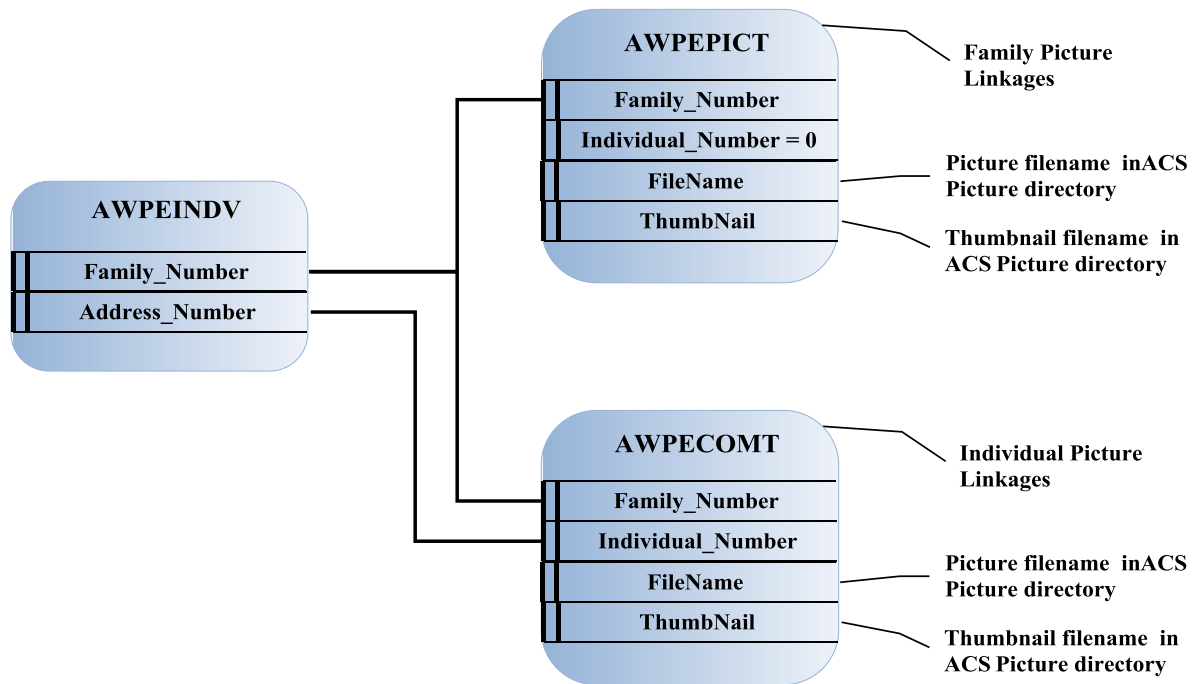 AWPEPICT
Family_Number
Individual_Number = 0
FileName
ThumbNail
Family Picture
Linkages
Picture filename  inACS
Picture directory
Thumbnail filename  in
ACS Picture directory
AWPEINDV
Family_Number
Address_Number
AWPECOMT
Family_Number
Individual_Number
FileName
ThumbNail
Individual Picture
Linkages
Picture filename  inACS
Picture directory
Thumbnail filename  in
ACS Picture directory